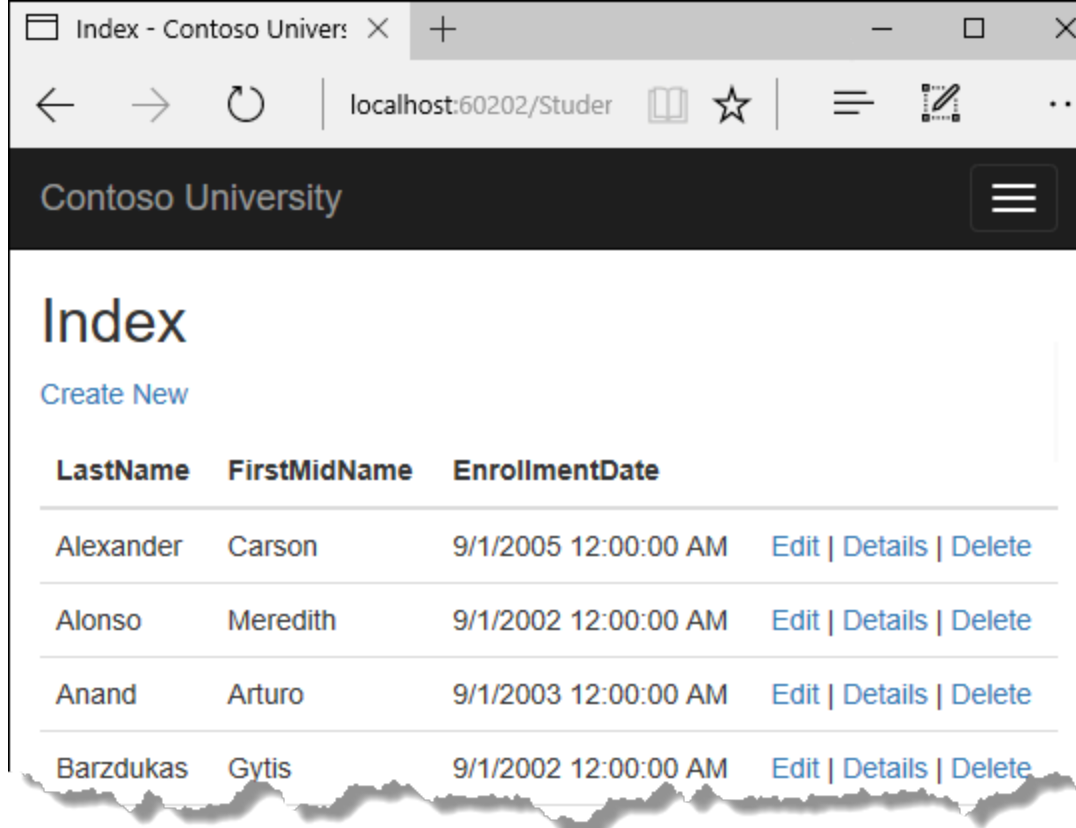 Index - Contoso Univers
localhost:60202/Studer
Contoso University
Index
Create New
LastName FirstMidName EnrollmentDate
Alexander Carson 9/1/2005 12:00:00 AM Edit | Details | Delete
Alonso Meredith 9/1/2002 12:00:00 AM Edit | Details | Delete
Anand Arturo 9/1/2003 12:00:00 AM Edit | Details | Delete
Barzdukas Gytis 9/1/2002 12:00:00 AM Edit | Details | Delete